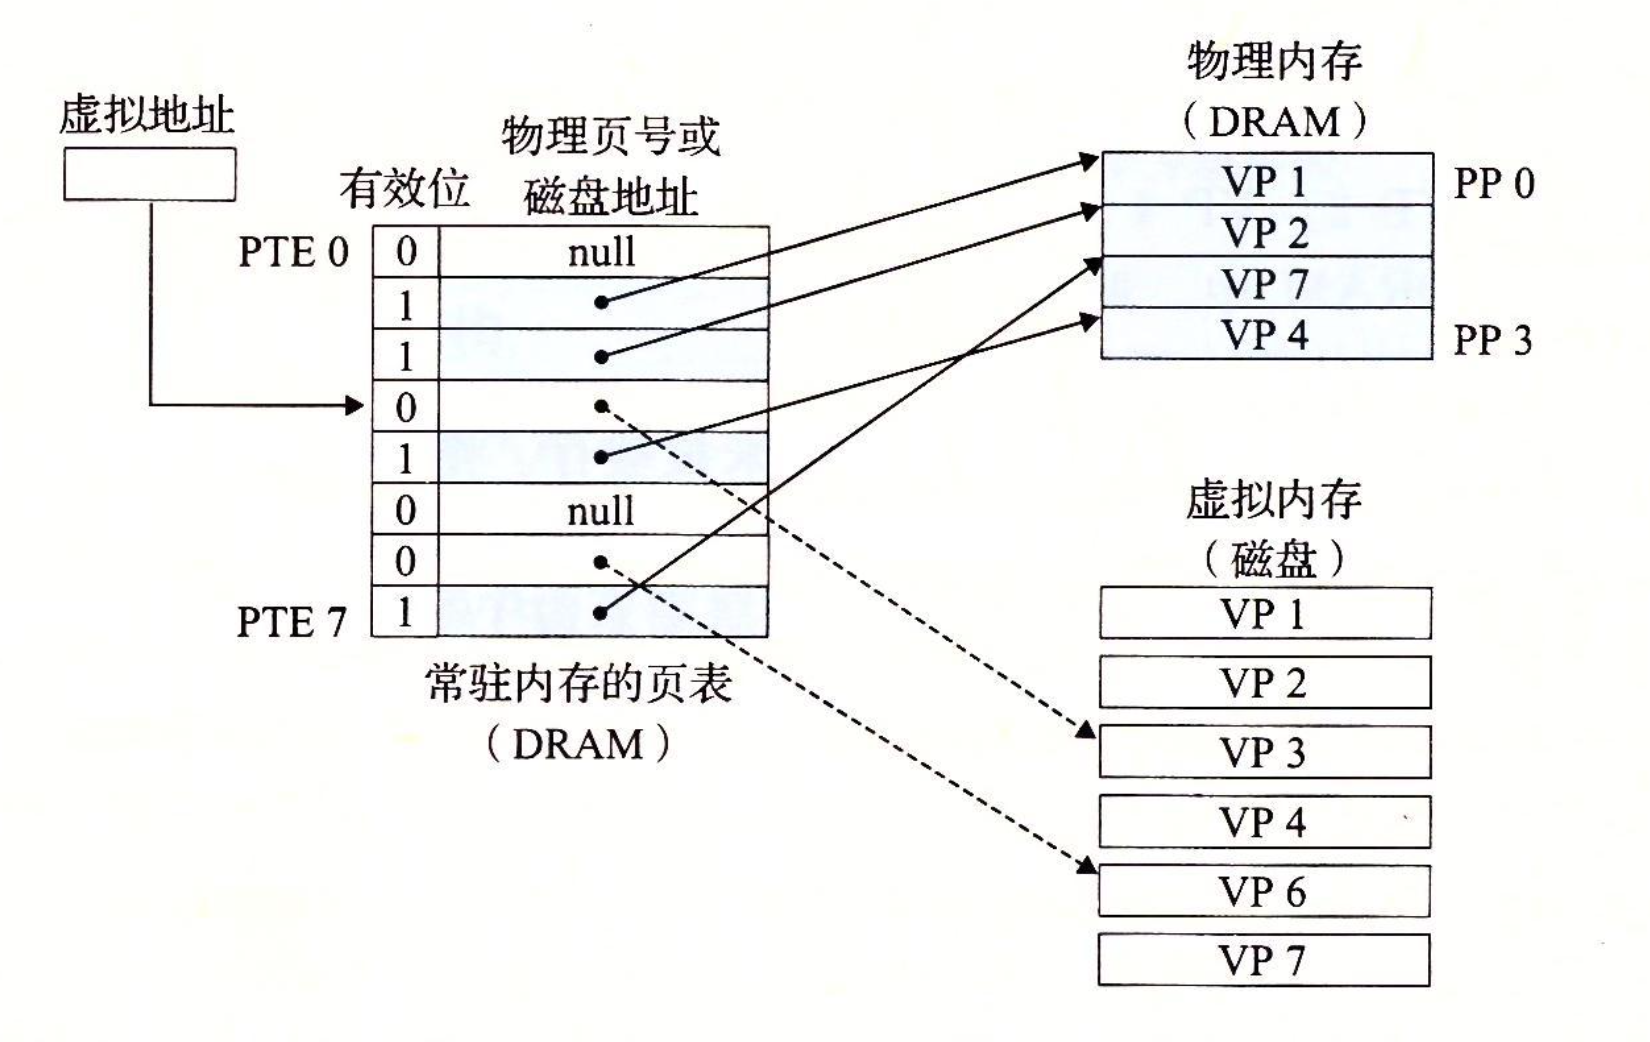 虚拟地址
有效位
物理页号或
磁盘地址
PTE 0
0
null
1
1
0
1
0
null
0
PTE 7
1
常驻内存的页表
（DRAM）
物理内存
（DRAM）
VP 1
PP 0
VP 2
VP 7
VP 4
PP 3
虚拟内存
（磁盘）
VP 1
VP 2
VP 3
VP 4
VP 6
VP 7